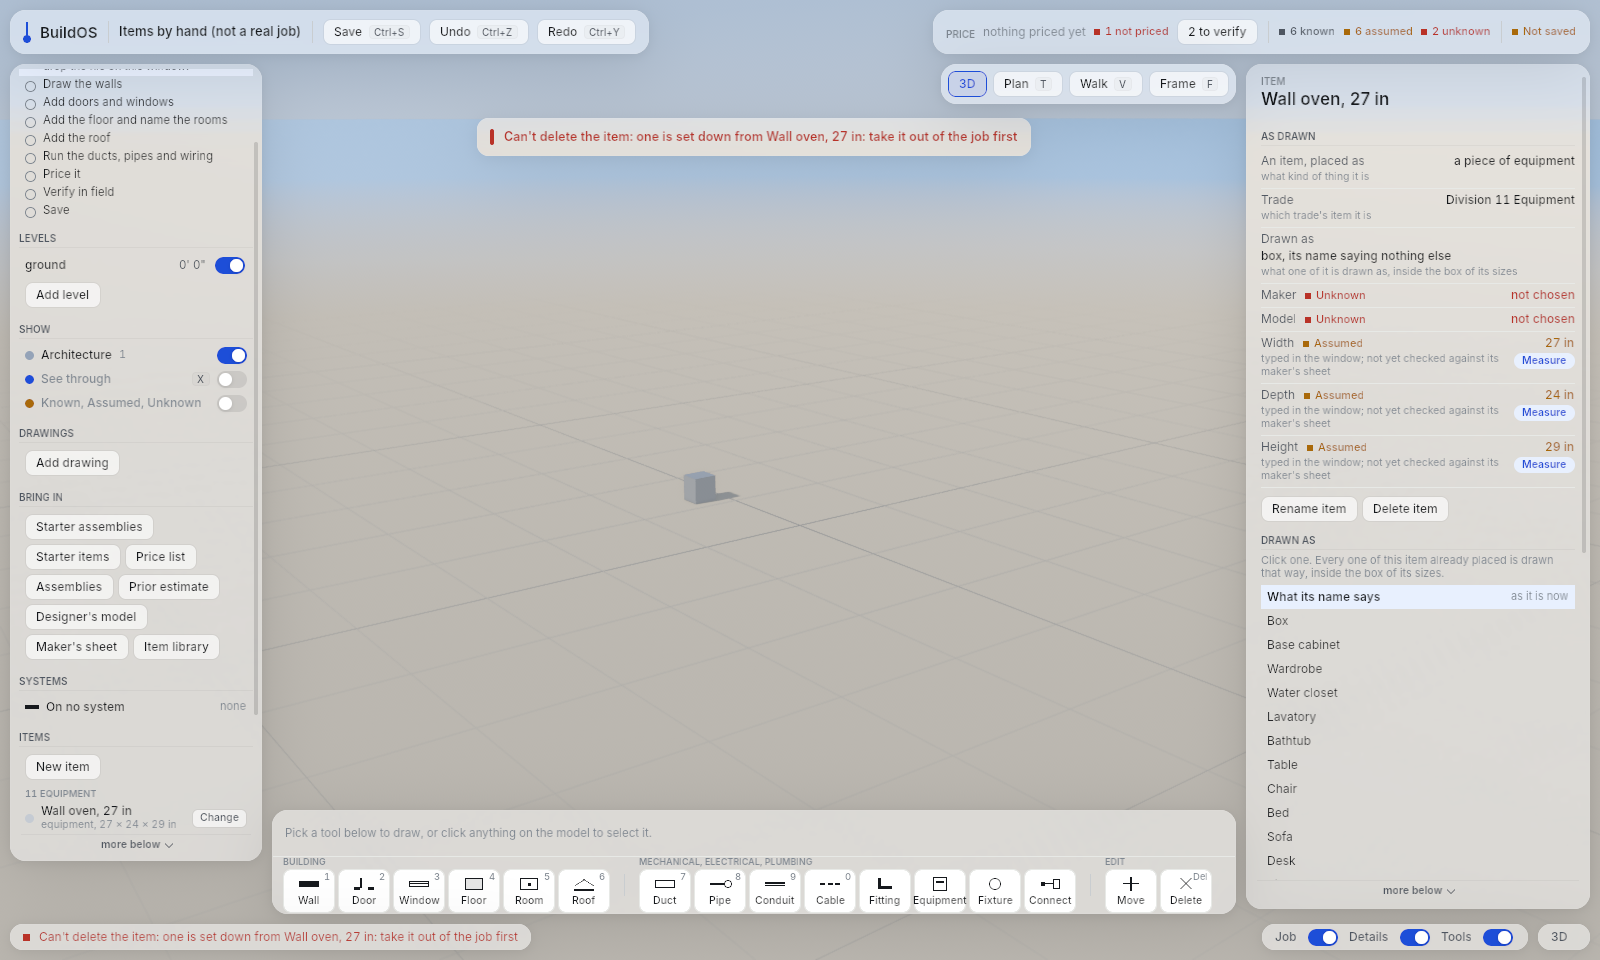 BuildOS
Items by hand (not a real job)
Save Ctrl+S
Undo Ctrl+Z
Redo Ctrl+Y
PRICE nothing priced yet 1 not priced 2 to verify 6 known 6 assumed 2 unknown Not saved
3D
Plan T
Walk V
Frame F
Can't delete the item: one is set down from Wall oven, 27 in: take it out of the job first
Draw the walls
Add doors and windows
Add the floor and name the rooms
Add the roof
Run the ducts, pipes and wiring
Price it
Verify in field
Save
LEVELS
ground 0' 0"
Add level
SHOW
Architecture 1
See through X
Known, Assumed, Unknown
DRAWINGS
Add drawing
BRING IN
Starter assemblies
Starter items Price list
Assemblies Prior estimate
Designer's model
Maker's sheet Item library
SYSTEMS
On no system none
ITEMS
New item
11 EQUIPMENT
Wall oven, 27 in
equipment, 27 × 24 × 29 in
Change
more below
ITEM
Wall oven, 27 in
AS DRAWN
An item, placed as a piece of equipment
what kind of thing it is
Trade Division 11 Equipment
which trade's item it is
Drawn as
box, its name saying nothing else
what one of it is drawn as, inside the box of its sizes
Maker Unknown not chosen
Model Unknown not chosen
Width Assumed 27 in
typed in the window; not yet checked against its
maker's sheet
Measure
Depth Assumed 24 in
typed in the window; not yet checked against its
maker's sheet
Measure
Height Assumed 29 in
typed in the window; not yet checked against its
maker's sheet
Measure
Rename item Delete item
DRAWN AS
Click one. Every one of this item already placed is drawn
that way, inside the box of its sizes.
What its name says as it is now
Box
Base cabinet
Wardrobe
Water closet
Lavatory
Bathtub
Table
Chair
Bed
Sofa
Desk
more below
Pick a tool below to draw, or click anything on the model to select it.
BUILDING
1 Wall
2 Door
3 Window
4 Floor
5 Room
6 Roof
MECHANICAL, ELECTRICAL, PLUMBING
7 Duct
8 Pipe
9 Conduit
0 Cable
Fitting
Equipment
Fixture
Connect
EDIT
Move
Del Delete
Can't delete the item: one is set down from Wall oven, 27 in: take it out of the job first
Job Details Tools 3D